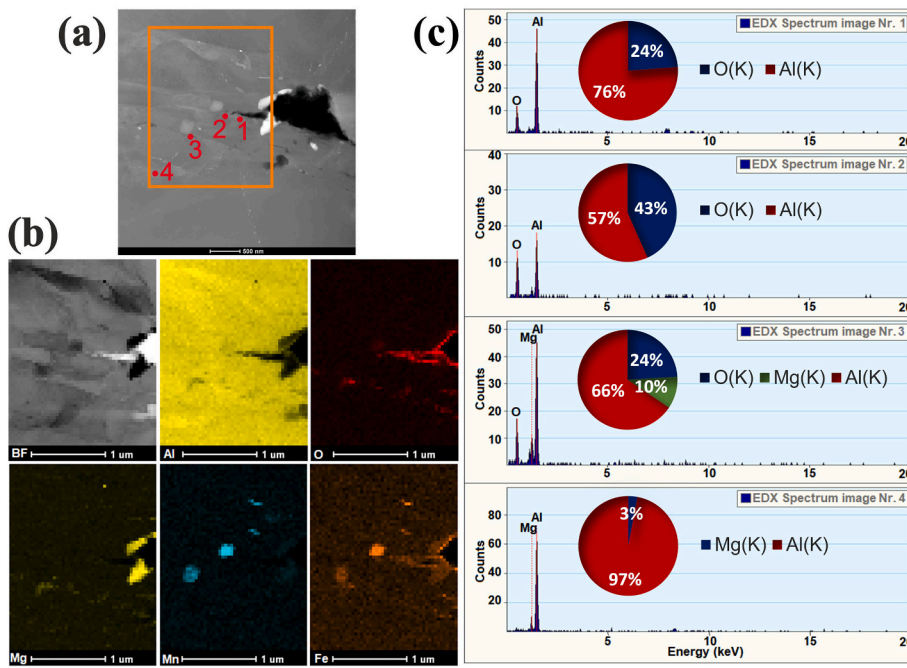 (a)
1
2
3
4
500 nm
(b)
BF
1 um
Al
1 um
O
1 um
Mg
1 um
Mn
1 um
Fe
1 um
(c)
EDX Spectrum image Nr. 1
Counts
50
40
30
20
10
O
Al
24%
76%
O(K) Al(K)
5 10 15 20
EDX Spectrum image Nr. 2
Counts
40
30
20
10
O
Al
43%
57%
O(K) Al(K)
5 10 15 20
EDX Spectrum image Nr. 3
Counts
50
40
30
20
10
O
Mg
Al
24%
10%
66%
O(K) Mg(K) Al(K)
5 10 15 20
EDX Spectrum image Nr. 4
Counts
80
60
40
20
Mg
Al
3%
97%
Mg(K) Al(K)
5 10 15 20
Energy (keV)